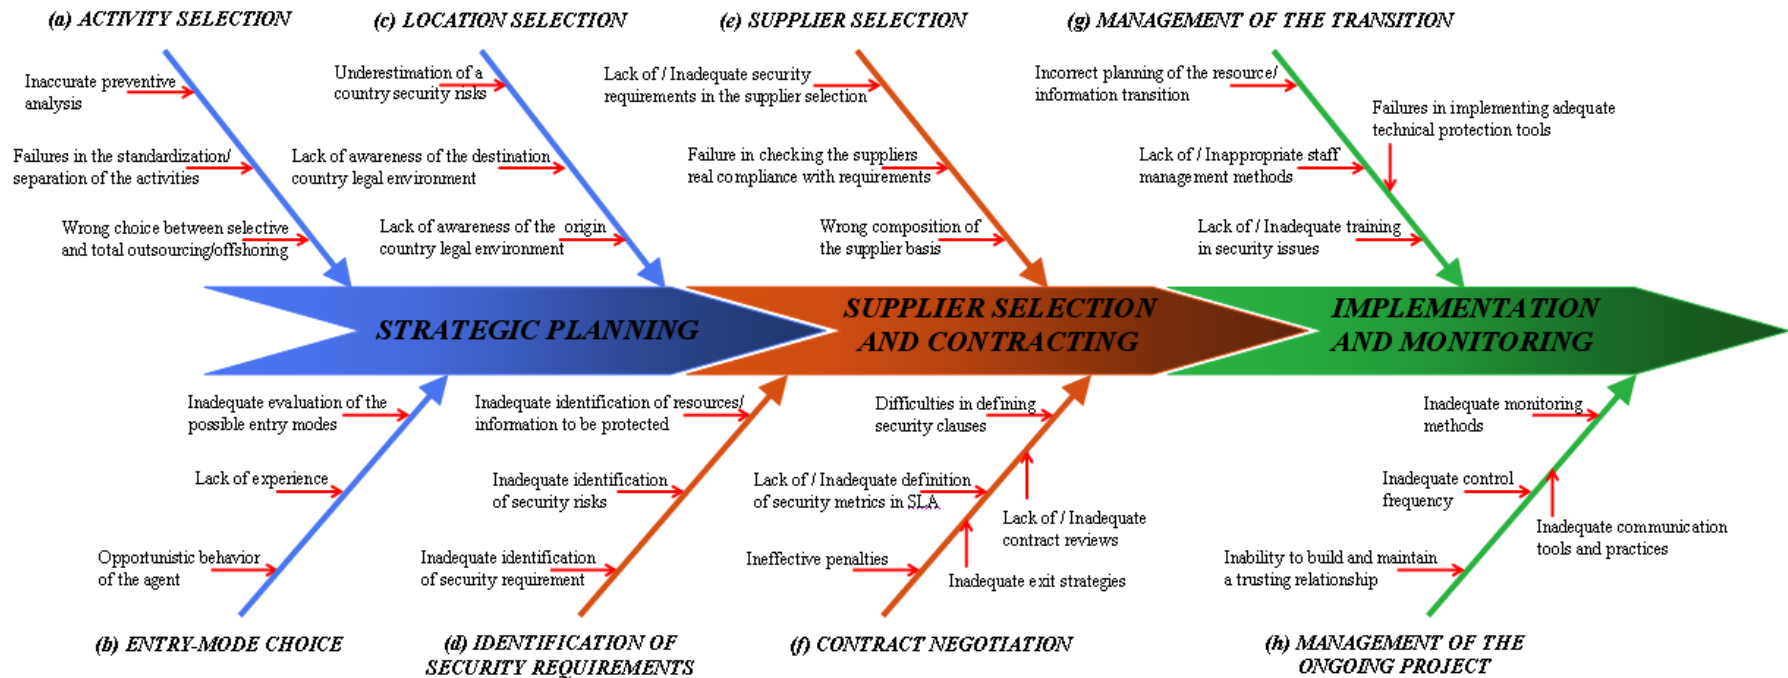 (a) ACTIVITY SELECTION
Inaccurate preventive
analysis
Failures in the standardization/
separation of the activities
Wrong choice between selective
and total outsourcing/offshoring
(c) LOCATION SELECTION
Underestimation of a
country security risks
Lack of awareness of the destination
country legal environment
Lack of awareness of the origin
country legal environment
(e) SUPPLIER SELECTION
Lack of / Inadequate security
requirements in the supplier selection
Failure in checking the suppliers
real compliance with requirements
Wrong composition of
the supplier basis
(g) MANAGEMENT OF THE TRANSITION
Incorrect planning of the resource/
information transition
Failures in implementing adequate
technical protection tools
Lack of / Inappropriate staff
management methods
Lack of / Inadequate training
in security issues
STRATEGIC PLANNING
SUPPLIER SELECTION
AND CONTRACTING
IMPLEMENTATION
AND MONITORING
Inadequate evaluation of the
possible entry modes
Lack of experience
Opportunistic behavior
of the agent
(b) ENTRY-MODE CHOICE
Inadequate identification of resources/
information to be protected
Inadequate identification
of security risks
Inadequate identification
of security requirement
(d) IDENTIFICATION OF
SECURITY REQUIREMENTS
Difficulties in defining
security clauses
Lack of / Inadequate definition
of security metrics in SLA
Lack of / Inadequate
contract reviews
Ineffective penalties
Inadequate exit strategies
(f) CONTRACT NEGOTIATION
Inadequate monitoring
methods
Inadequate control
frequency
Inadequate communication
tools and practices
Inability to build and maintain
a trusting relationship
(h) MANAGEMENT OF THE
ONGOING PROJECT